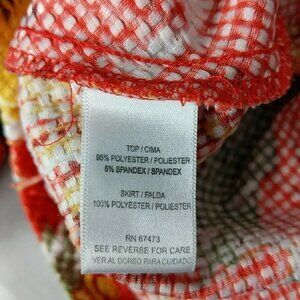 TOP / CIMA
95% POLYESTER / POLIESTER
5% SPANDEX / SPANDEX
SKIRT / FALDA
100% POLYESTER / POLIESTER
RN 67473
SEE REVERSE FOR CARE
VER AL DORSO PARA CUIDADO